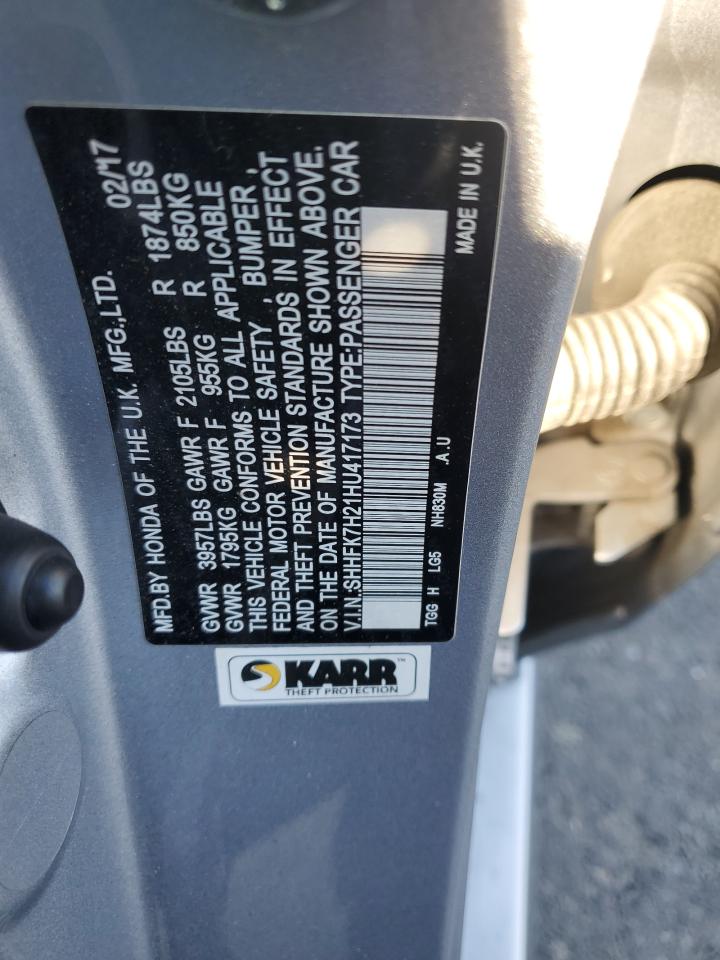 MFD.BY HONDA OF THE U.K. MFG.,LTD. 02/17
GVWR 3957LBS GAWR F 2105LBS R 1874LBS
GVWR 1795KG GAWR F 955KG R 850KG
THIS VEHICLE CONFORMS TO ALL APPLICABLE
FEDERAL MOTOR VEHICLE SAFETY , BUMPER ,
AND THEFT PREVENTION STANDARDS IN EFFECT
ON THE DATE OF MANUFACTURE SHOWN ABOVE.
V.I.N.:SHHFK7H21HU417173 TYPE:PASSENGER CAR
TGG H LG5 NH830M .A.U MADE IN U.K.
KARR™
THEFT PROTECTION